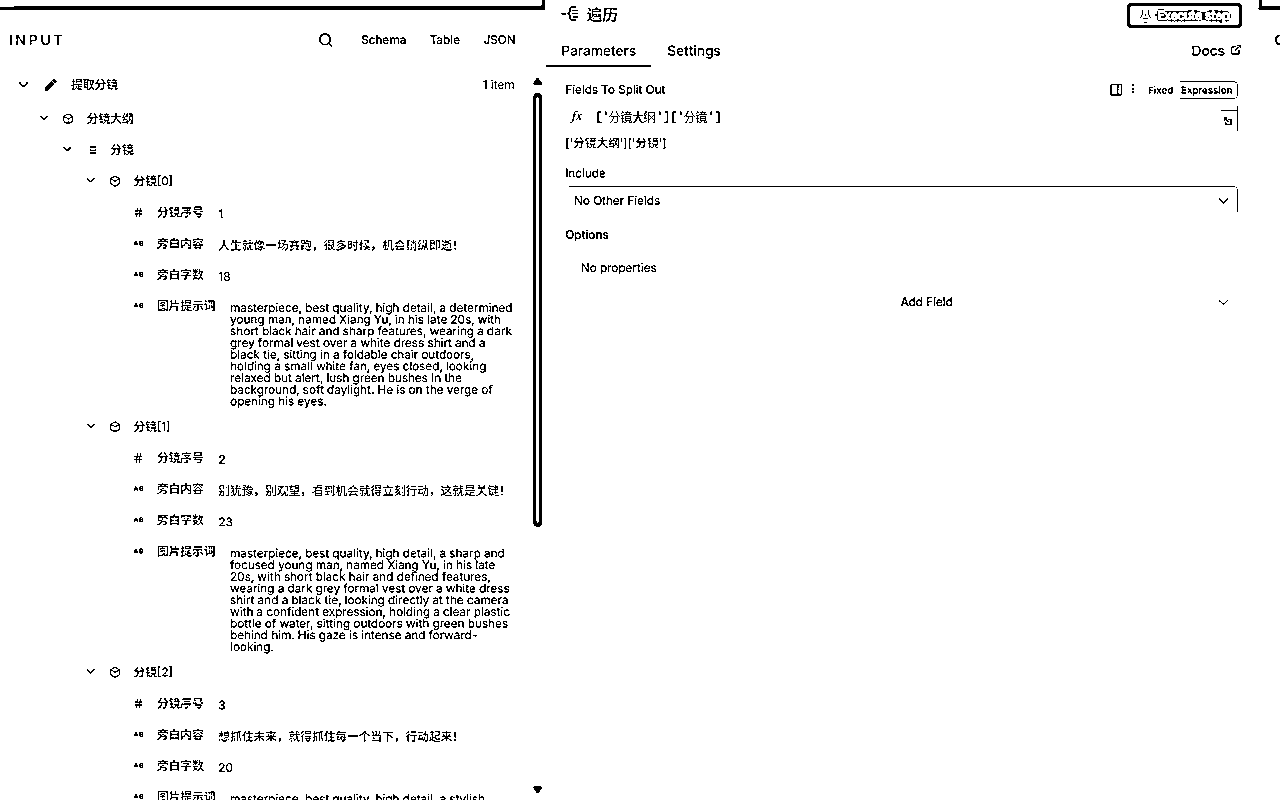 INPUT
Schema
Table
JSON
提取分镜
1 item
分镜大纲
分镜
分镜[0]
# 分镜序号 1
AB 旁白内容 人生就像一场奔跑，很多时候，机会稍纵即逝！
AB 旁白字数 18
AB 图片提示词 masterpiece, best quality, high detail, a determined
young man, named Xiang Yu, in his late 20s, with
short black hair and sharp features, wearing a dark
grey formal vest over a white dress shirt and a
black tie, sitting in a foldable chair outdoors,
holding a small white fan, eyes closed, looking
relaxed but alert, lush green bushes in the
background, soft daylight. He is on the verge of
opening his eyes.
分镜[1]
# 分镜序号 2
AB 旁白内容 别犹豫，别观望，看到机会就得立刻行动，这就是关键！
AB 旁白字数 23
AB 图片提示词 masterpiece, best quality, high detail, a sharp and
focused young man, named Xiang Yu, in his late
20s, with short black hair and defined features,
wearing a dark grey formal vest over a white dress
shirt and a black tie, looking directly at the camera
with a confident expression, holding a clear plastic
bottle of water, sitting outdoors with green bushes
behind him. His gaze is intense and forward-
looking.
分镜[2]
# 分镜序号 3
AB 旁白内容 想抓住未来，就得抓住每一个当下，行动起来！
AB 旁白字数 20
AB 图片提示词 masterpiece, best quality, high detail, a stylish
遍历
Execute step
Parameters
Settings
Docs
Fields To Split Out
Fixed
Expression
fx ['分镜大纲']['分镜']
['分镜大纲']['分镜']
Include
No Other Fields
Options
No properties
Add Field